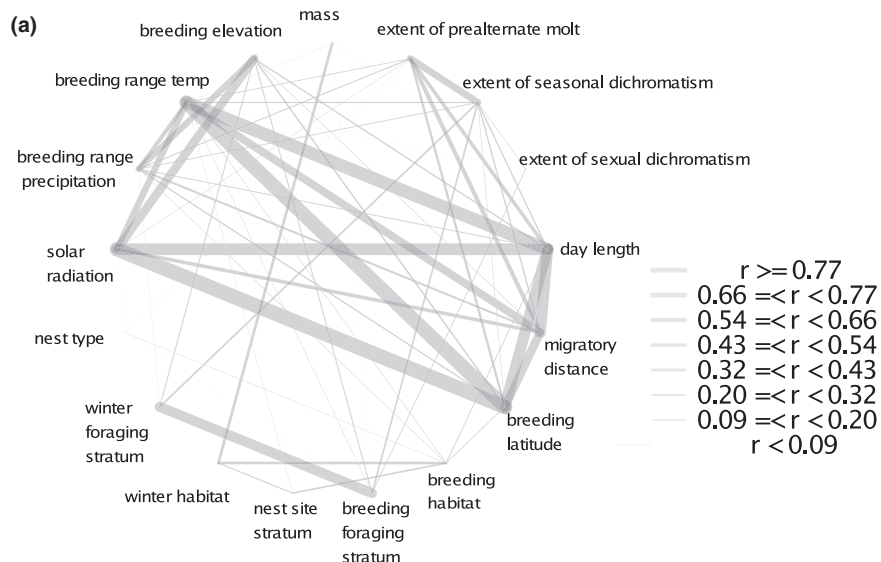 (a)
mass
breeding elevation
extent of prealternate molt
breeding range temp
extent of seasonal dichromatism
breeding range
precipitation
extent of sexual dichromatism
solar
radiation
day length
nest type
migratory
distance
winter
foraging
stratum
breeding
latitude
winter habitat
nest site
stratum
breeding
foraging
stratum
breeding
habitat
r >= 0.77
0.66 =< r < 0.77
0.54 =< r < 0.66
0.43 =< r < 0.54
0.32 =< r < 0.43
0.20 =< r < 0.32
0.09 =< r < 0.20
r < 0.09